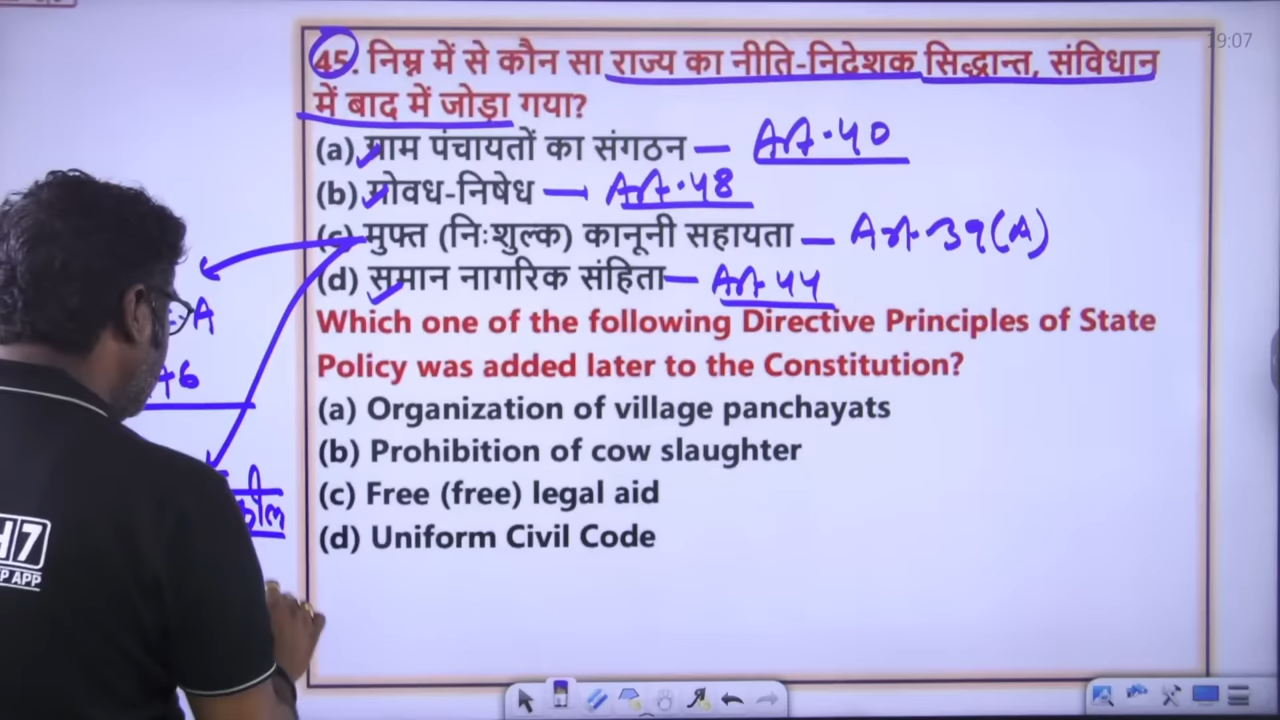 19:07
45. निम्न में से कौन सा राज्य का नीति-निदेशक सिद्धान्त, संविधान
में बाद में जोड़ा गया?
(a) ग्राम पंचायतों का संगठन — Art. 40
(b) गोवध-निषेध — Art. 48
(c) मुफ्त (निःशुल्क) कानूनी सहायता — Art. 39(A)
(d) समान नागरिक संहिता — Art 44
Which one of the following Directive Principles of State
Policy was added later to the Constitution?
(a) Organization of village panchayats
(b) Prohibition of cow slaughter
(c) Free (free) legal aid
(d) Uniform Civil Code
A
H7
P APP